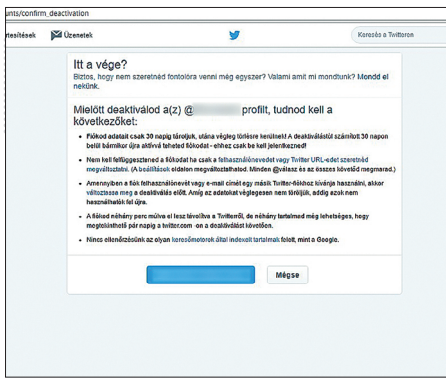 unts/confirm_deactivation
rtesítések Üzenetek Keresés a Twitteron
Itt a vége?
Biztos, hogy nem szeretnéd fontolóra venni még egyszer? Valami amit mi mondtunk? Mondd el
nekünk.
Mielőtt deaktiválod a(z) @ profilt, tudnod kell a
következőket:
• Fiókod adatait csak 30 napig tároljuk, utána végleg törlésre kerülnek! A deaktiválástól számított 30 napon
belül bármikor újra aktívvá teheted fiókodat - ehhez csak be kell jelentkezned!
• Nem kell felfüggesztened a fiókodat ha csak a felhasználónevedet vagy Twitter URL-edet szeretnéd
megváltoztatni. (A beállítások oldalon megváltoztathatod. Minden @válasz és az összes követőd megmarad.)
• Amennyiben a fiók felhasználónevét vagy e-mail címét egy másik Twitter-fiókhoz kívánja használni, akkor
változtassa meg a deaktiválás előtt. Amíg az adatokat véglegesen nem töröljük, addig azok nem
használhatók fel újra.
• A fiókod néhány perc múlva el lesz távolítva a Twitterről, de néhány tartalmad még lehetséges, hogy
megtekinthető pár napig a twitter.com -on a deaktiválást követően.
• Nincs ellenőrzésünk az olyan keresőmotorok által indexelt tartalmak felett, mint a Google.
Mégse